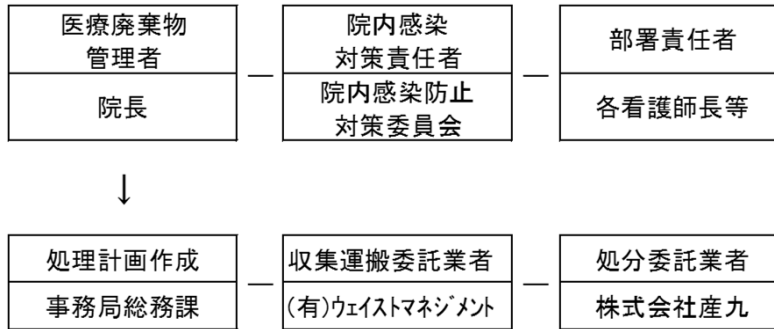 医療廃棄物
管理者
院長
院内感染
対策責任者
院内感染防止
対策委員会
部署責任者
各看護師長等
↓
処理計画作成
事務局総務課
収集運搬委託業者
(有)ウェイストマネジメント
処分委託業者
株式会社産九